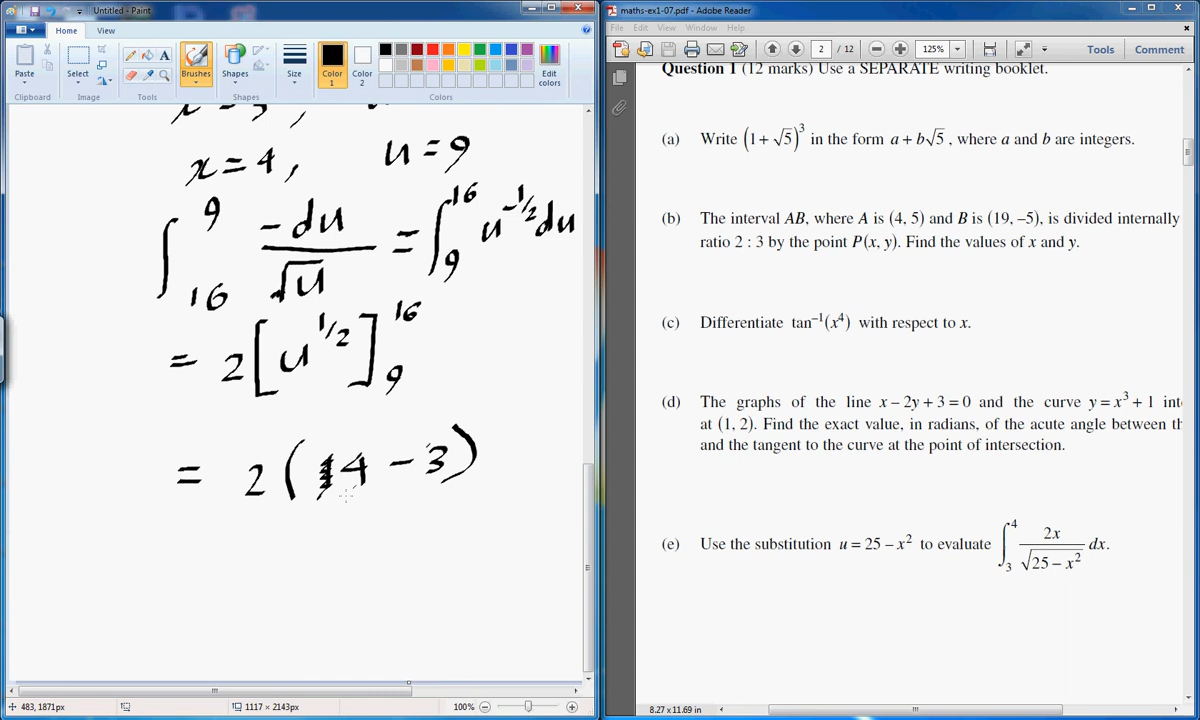 Untitled - Paint
Home View
Paste
Select
Brushes
Shapes
Size
Color 1
Color 2
Edit colors
Clipboard
Image
Tools
Shapes
Colors
x = 4, u = 9
∫₁₆⁹ -du/√u = ∫₉¹⁶ u^(-1/2) du
= 2[u^(1/2)]₉¹⁶
= 2(4 - 3)
483, 1871px
1117 × 2143px
100%
maths-ex1-07.pdf - Adobe Reader
File Edit View Window Help
2 / 12
125%
Tools Comment
Question 1 (12 marks) Use a SEPARATE writing booklet.
(a) Write (1 + √5)³ in the form a + b√5 , where a and b are integers.
(b) The interval AB, where A is (4, 5) and B is (19, –5), is divided internally
ratio 2 : 3 by the point P(x, y). Find the values of x and y.
(c) Differentiate tan⁻¹(x⁴) with respect to x.
(d) The graphs of the line x – 2y + 3 = 0 and the curve y = x³ + 1 int
at (1, 2). Find the exact value, in radians, of the acute angle between th
and the tangent to the curve at the point of intersection.
(e) Use the substitution u = 25 – x² to evaluate ∫₃⁴ 2x/√(25 – x²) dx.
8.27 x 11.69 in